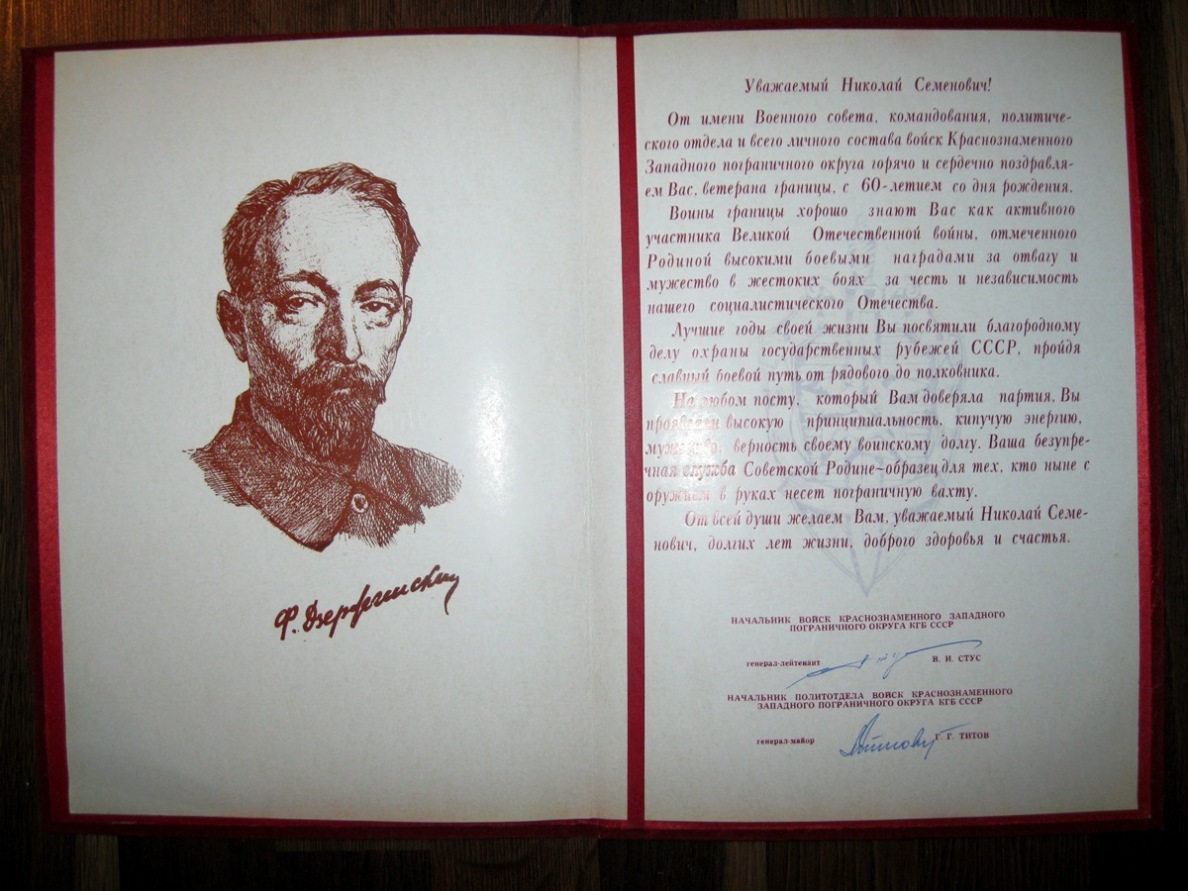 Ф. Дзержинский
Уважаемый Николай Семенович!
От имени Военного совета, командования, политиче-
ского отдела и всего личного состава войск Краснознаменного
Западного пограничного округа горячо и сердечно поздравля-
ем Вас, ветерана границы, с 60-летием со дня рождения.
Воины границы хорошо знают Вас как активного
участника Великой Отечественной войны, отмеченного
Родиной высокими боевыми наградами за отвагу и
мужество в жестоких боях за честь и независимость
нашего социалистического Отечества.
Лучшие годы своей жизни Вы посвятили благородному
делу охраны государственных рубежей СССР, пройдя
славный боевой путь от рядового до полковника.
На любом посту, который Вам доверяла партия, Вы
проявляли высокую принципиальность, кипучую энергию,
мужество, верность своему воинскому долгу. Ваша безупре-
чная служба Советской Родине-образец для тех, кто ныне с
оружием в руках несет пограничную вахту.
От всей души желаем Вам, уважаемый Николай Семе-
нович, долгих лет жизни, доброго здоровья и счастья.
НАЧАЛЬНИК ВОЙСК КРАСНОЗНАМЕННОГО ЗАПАДНОГО
ПОГРАНИЧНОГО ОКРУГА КГБ СССР
генерал-лейтенант В. И. СТУС
НАЧАЛЬНИК ПОЛИТОТДЕЛА ВОЙСК КРАСНОЗНАМЕННОГО
ЗАПАДНОГО ПОГРАНИЧНОГО ОКРУГА КГБ СССР
генерал-майор Г. Г. ТИТОВ